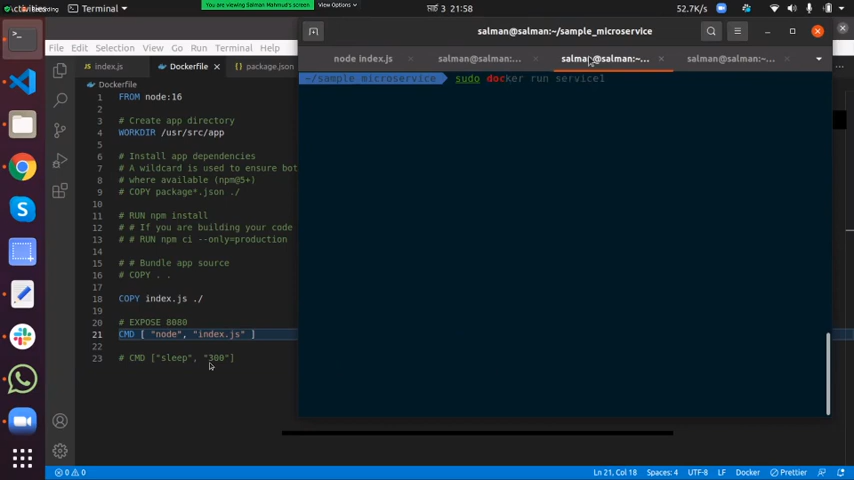 Activities
Recording
Terminal
You are viewing Salman Mahmud's screen
View Options
3 21:58
52.7K/s
File Edit Selection View Go Run Terminal Help
salman@salman:~/sample_microservice
index.js
Dockerfile
package.json
node index.js
salman@salman:...
salman@salman:~...
salman@salman:~...
Dockerfile
~/sample_microservice sudo docker run service1
1 FROM node:16
2
3 # Create app directory
4 WORKDIR /usr/src/app
5
6 # Install app dependencies
7 # A wildcard is used to ensure bot
8 # where available (npm@5+)
9 # COPY package*.json ./
10
11 # RUN npm install
12 # # If you are building your code
13 # # RUN npm ci --only=production
14
15 # # Bundle app source
16 # COPY . .
17
18 COPY index.js ./
19
20 # EXPOSE 8080
21 CMD [ "node", "index.js" ]
22
23 # CMD ["sleep", "300"]
0 0
Ln 21, Col 18 Spaces: 4 UTF-8 LF Docker Prettier